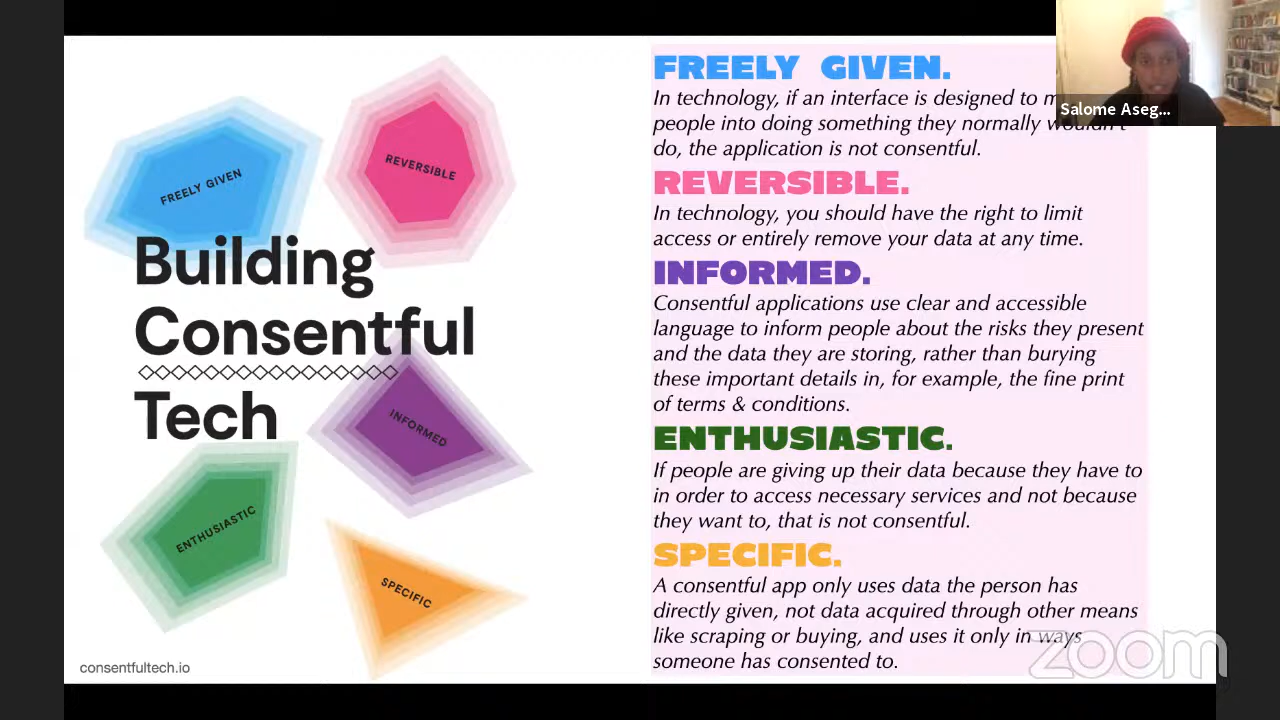 FREELY GIVEN
REVERSIBLE
Building
Consentful
Tech
INFORMED
ENTHUSIASTIC
SPECIFIC
consentfultech.io
FREELY GIVEN.
In technology, if an interface is designed to
people into doing something they normally wouldn't
do, the application is not consentful.
REVERSIBLE.
In technology, you should have the right to limit
access or entirely remove your data at any time.
INFORMED.
Consentful applications use clear and accessible
language to inform people about the risks they present
and the data they are storing, rather than burying
these important details in, for example, the fine print
of terms & conditions.
ENTHUSIASTIC.
If people are giving up their data because they have to
in order to access necessary services and not because
they want to, that is not consentful.
SPECIFIC.
A consentful app only uses data the person has
directly given, not data acquired through other means
like scraping or buying, and uses it only in ways
someone has consented to.
Salome Aseg...
zoom